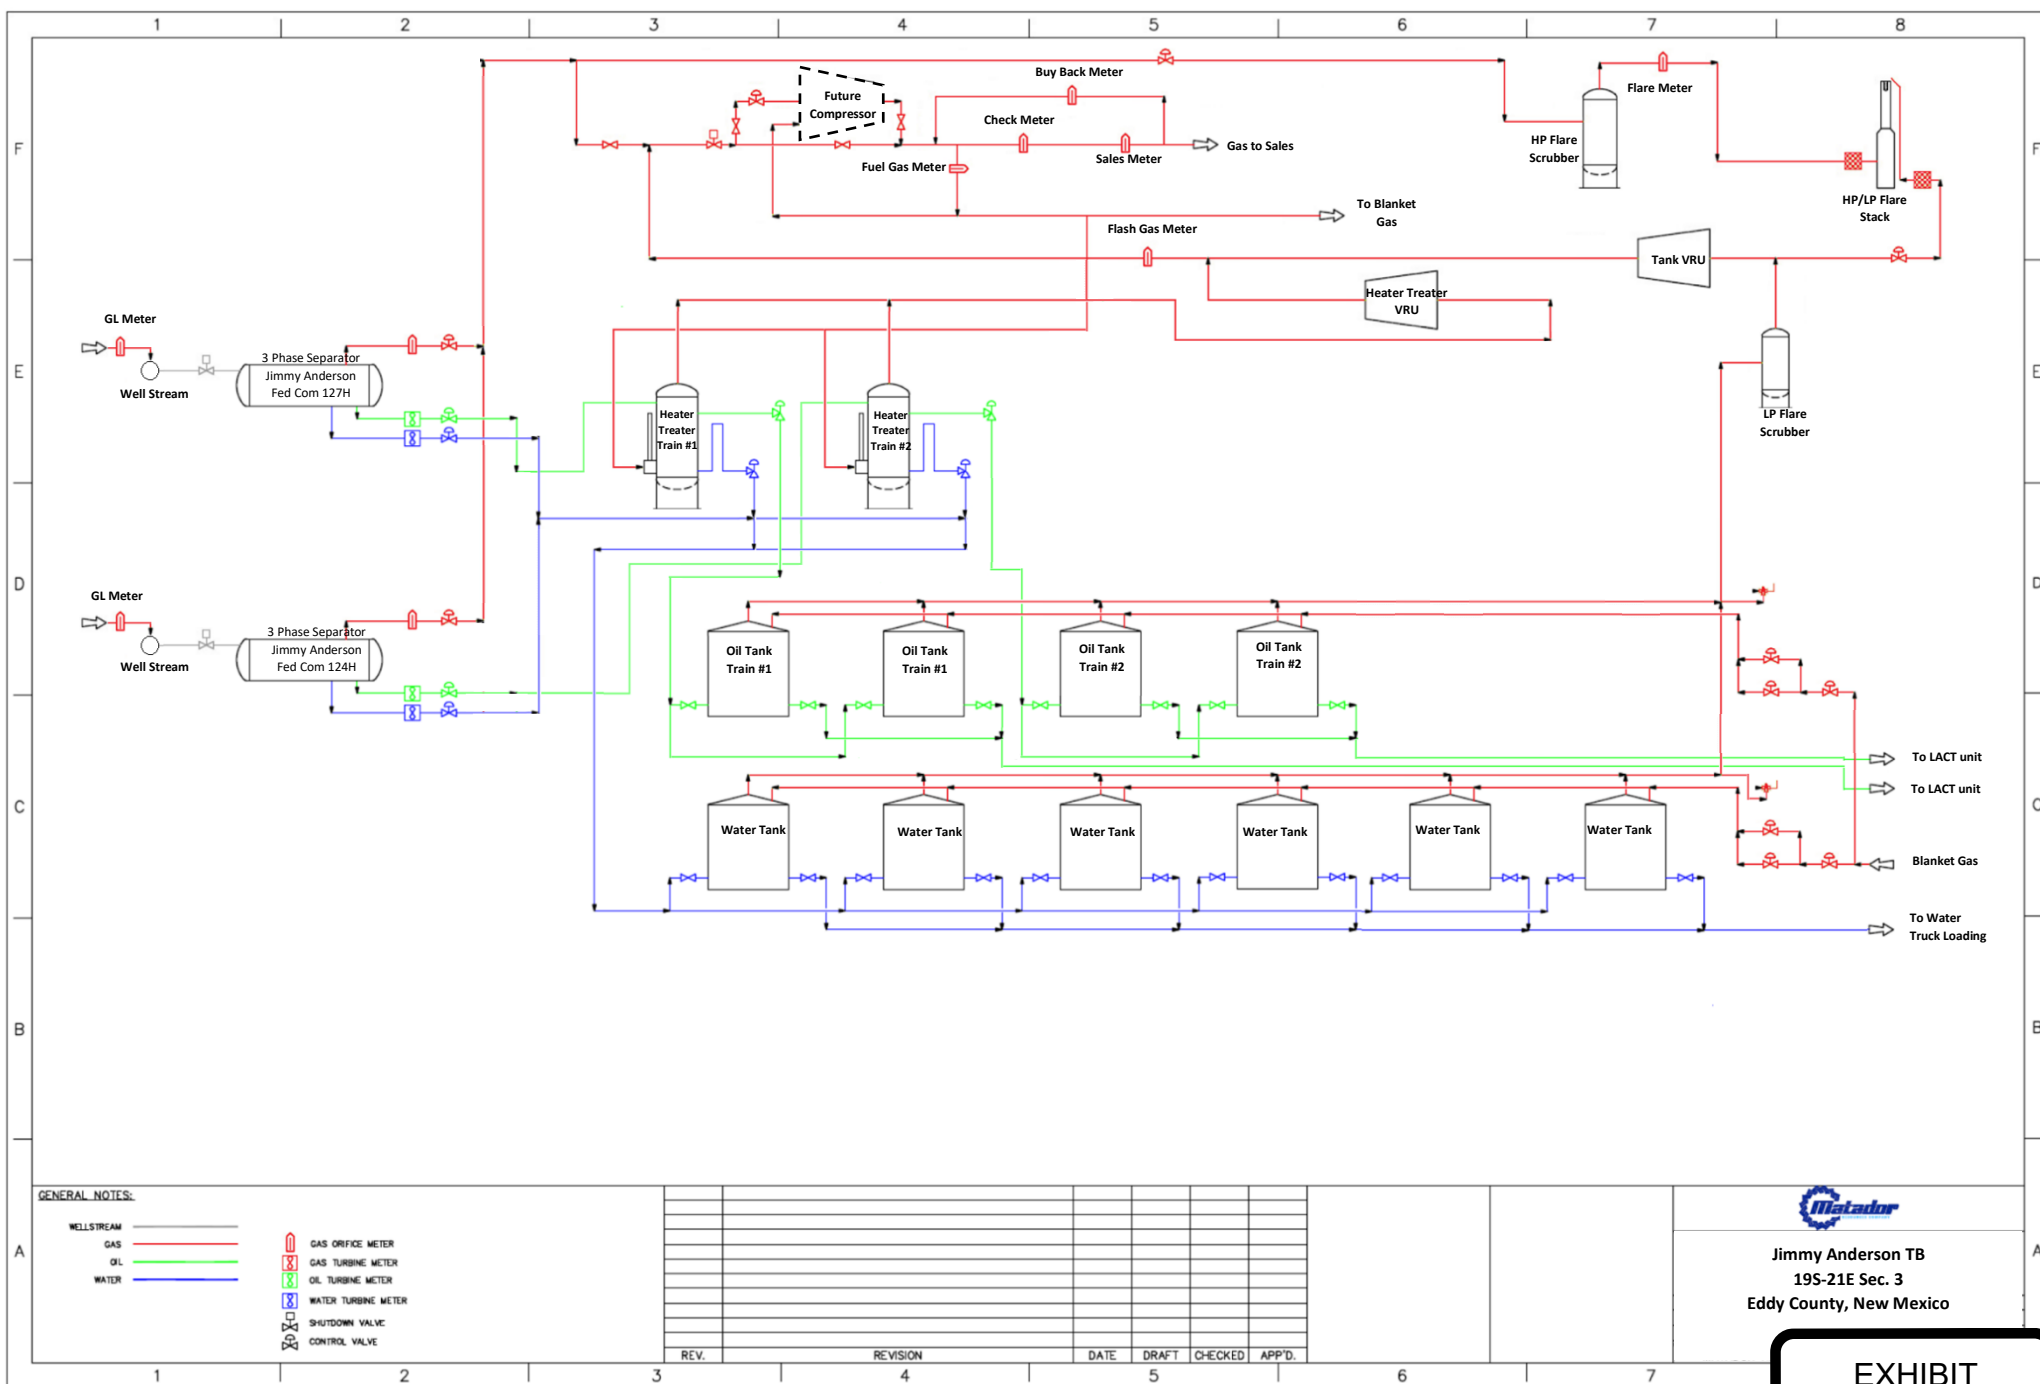 1 2 3 4 5 6 7 8
F
F
E
E
D
D
C
C
B
B
A
A
Buy Back Meter
Future
Compressor
Check Meter
Fuel Gas Meter
Sales Meter
Gas to Sales
Flare Meter
HP Flare
Scrubber
HP/LP Flare
Stack
To Blanket
Gas
Flash Gas Meter
Tank VRU
Heater Treater
VRU
GL Meter
Well Stream
3 Phase Separator
Jimmy Anderson
Fed Com 127H
Heater
Treater
Train #1
Heater
Treater
Train #2
LP Flare
Scrubber
GL Meter
Well Stream
3 Phase Separator
Jimmy Anderson
Fed Com 124H
Oil Tank
Train #1
Oil Tank
Train #1
Oil Tank
Train #2
Oil Tank
Train #2
To LACT unit
To LACT unit
Water Tank
Water Tank
Water Tank
Water Tank
Water Tank
Water Tank
Blanket Gas
To Water
Truck Loading
GENERAL NOTES:
WELLSTREAM
GAS
OIL
WATER
GAS ORIFICE METER
GAS TURBINE METER
OIL TURBINE METER
WATER TURBINE METER
SHUTDOWN VALVE
CONTROL VALVE
REV. REVISION DATE DRAFT CHECKED APP'D.
Matador
Jimmy Anderson TB
19S-21E Sec. 3
Eddy County, New Mexico
EXHIBIT
1 2 3 4 5 6 7